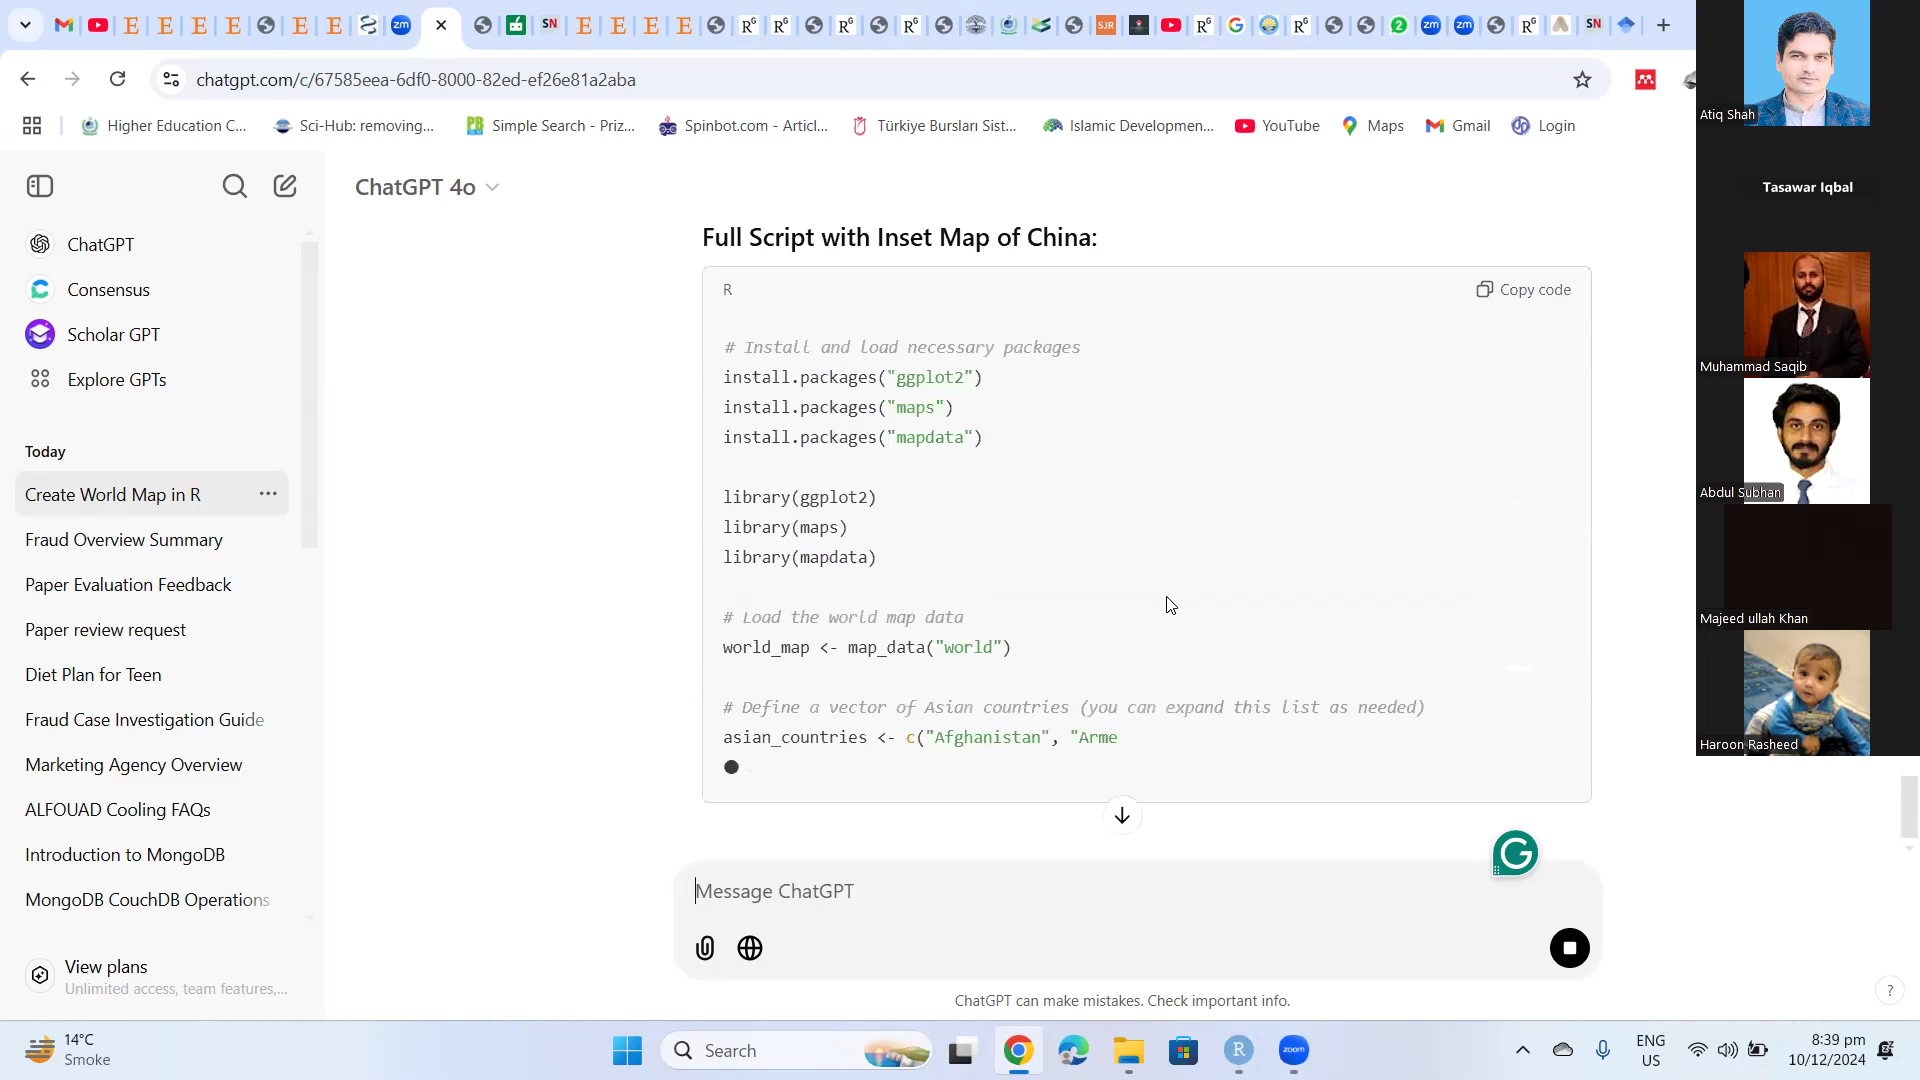 chatgpt.com/c/67585eea-6df0-8000-82ed-ef26e81a2aba
Higher Education C...
Sci-Hub: removing...
Simple Search - Priz...
Spinbot.com - Articl...
Türkiye Bursları Sist...
Islamic Developmen...
YouTube
Maps
Gmail
Login
ChatGPT
Consensus
Scholar GPT
Explore GPTs
Today
Create World Map in R
Fraud Overview Summary
Paper Evaluation Feedback
Paper review request
Diet Plan for Teen
Fraud Case Investigation Guide
Marketing Agency Overview
ALFOUAD Cooling FAQs
Introduction to MongoDB
MongoDB CouchDB Operations
View plans
Unlimited access, team features,...
ChatGPT 4o
Full Script with Inset Map of China:
R
Copy code
# Install and load necessary packages
install.packages("ggplot2")
install.packages("maps")
install.packages("mapdata")
library(ggplot2)
library(maps)
library(mapdata)
# Load the world map data
world_map <- map_data("world")
# Define a vector of Asian countries (you can expand this list as needed)
asian_countries <- c("Afghanistan", "Arme
Message ChatGPT
ChatGPT can make mistakes. Check important info.
?
Atiq Shah
Tasawar Iqbal
Muhammad Saqib
Abdul Subhan
Majeed ullah Khan
Haroon Rasheed
14°C
Smoke
Search
zoom
ENG
US
8:39 pm
10/12/2024